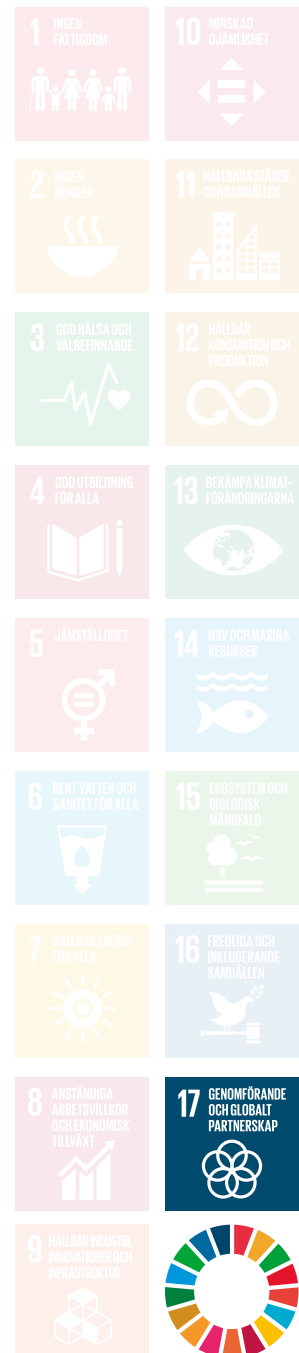 1 INGEN
FATTIGDOM
2 INGEN
HUNGER
3 GOD HÄLSA OCH
VÄLBEFINNANDE
4 GOD UTBILDNING
FÖR ALLA
5 JÄMSTÄLLDHET
6 RENT VATTEN OCH
SANITET FÖR ALLA
7 HÅLLBAR ENERGI
FÖR ALLA
8 ANSTÄNDIGA
ARBETSVILLKOR
OCH EKONOMISK
TILLVÄXT
9 HÅLLBAR INDUSTRI,
INNOVATIONER OCH
INFRASTRUKTUR
10 MINSKAD
OJÄMLIKHET
11 HÅLLBARA STÄDER
OCH SAMHÄLLEN
12 HÅLLBAR
KONSUMTION OCH
PRODUKTION
13 BEKÄMPA KLIMAT-
FÖRÄNDRINGARNA
14 HAV OCH MARINA
RESURSER
15 EKOSYSTEM OCH
BIOLOGISK
MÅNGFALD
16 FREDLIGA OCH
INKLUDERANDE
SAMHÄLLEN
17 GENOMFÖRANDE
OCH GLOBALT
PARTNERSKAP